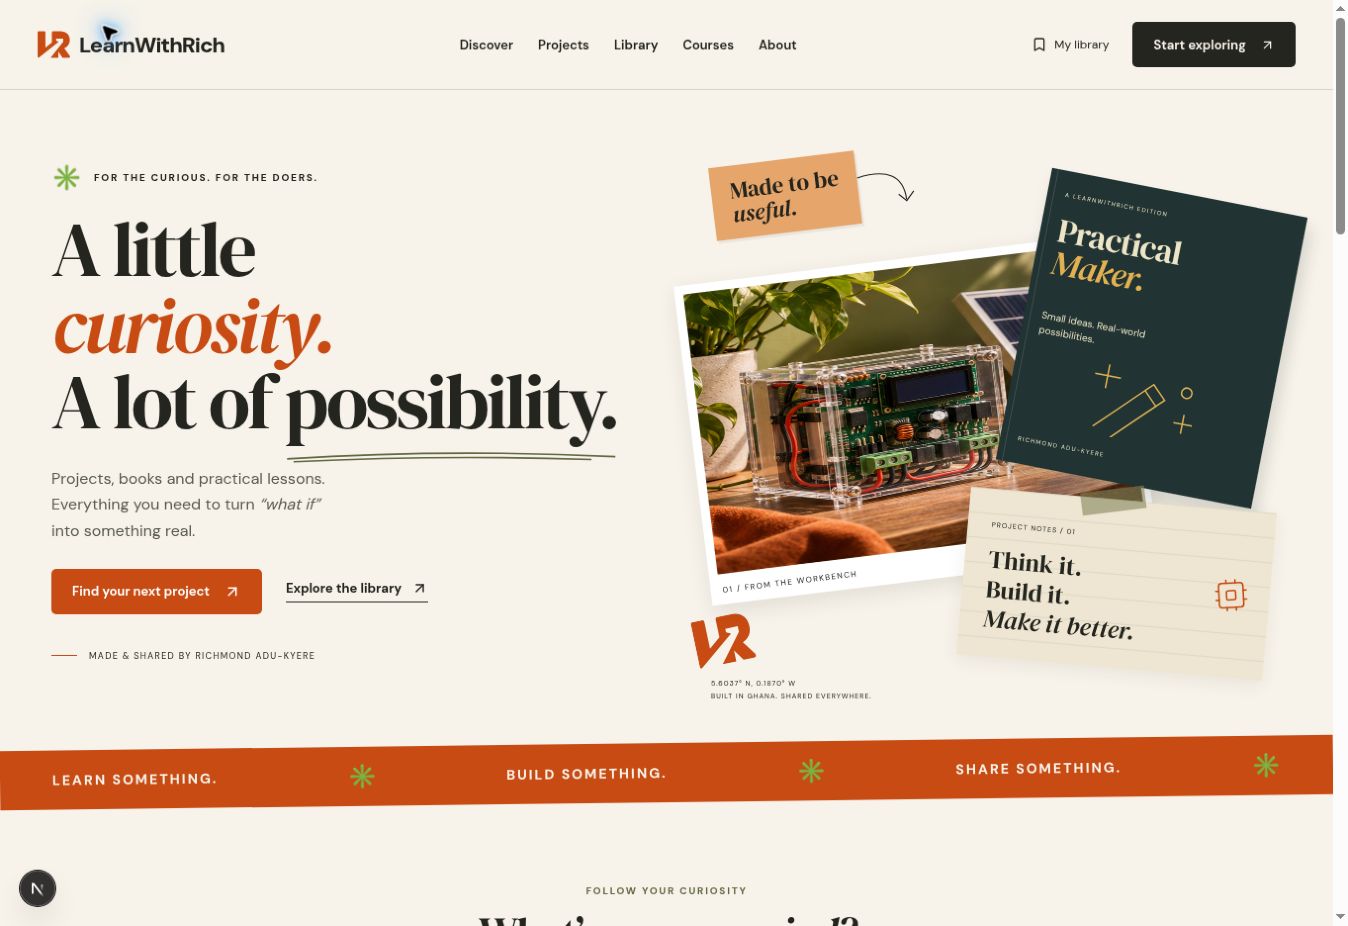 LearnWithRich
Discover
Projects
Library
Courses
About
My library
Start exploring
FOR THE CURIOUS. FOR THE DOERS.
A little
curiosity.
A lot of possibility.
Projects, books and practical lessons.
Everything you need to turn “what if”
into something real.
Find your next project
Explore the library
MADE & SHARED BY RICHMOND ADU-KYERE
Made to be
useful.
A LEARNWITHRICH EDITION
Practical
Maker.
Small ideas. Real-world
possibilities.
RICHMOND ADU-KYERE
01 / FROM THE WORKBENCH
PROJECT NOTES / 01
Think it.
Build it.
Make it better.
5.6037° N, 0.1870° W
BUILT IN GHANA. SHARED EVERYWHERE.
LEARN SOMETHING.
BUILD SOMETHING.
SHARE SOMETHING.
FOLLOW YOUR CURIOSITY